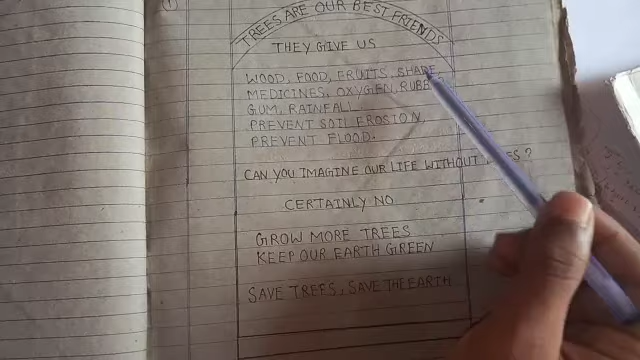 TREES ARE OUR BEST FRIENDS
THEY GIVE US
WOOD, FOOD, FRUITS, SHADE
MEDICINES, OXYGEN,
GUM, RAINFALL
PREVENT SOIL EROSION,
PREVENT FLOOD.
CAN YOU IMAGINE OUR LIFE WITHOUT ?
CERTAINLY NO
GROW MORE TREES
KEEP OUR EARTH GREEN
SAVE TREES, SAVE THE EARTH